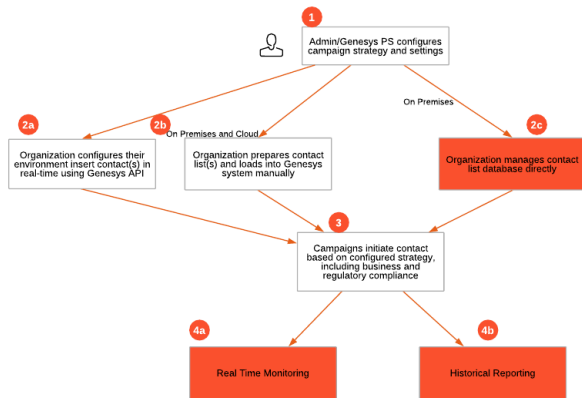 1
Admin/Genesys PS configures
campaign strategy and settings
On Premises
2a
2b
2c
On Premises and Cloud
Organization configures their
environment insert contact(s) in
real-time using Genesys API
Organization prepares contact
list(s) and loads into Genesys
system manually
Organization manages contact
list database directly
3
Campaigns initiate contact
based on configured strategy,
including business and
regulatory compliance
4a
4b
Real Time Monitoring
Historical Reporting